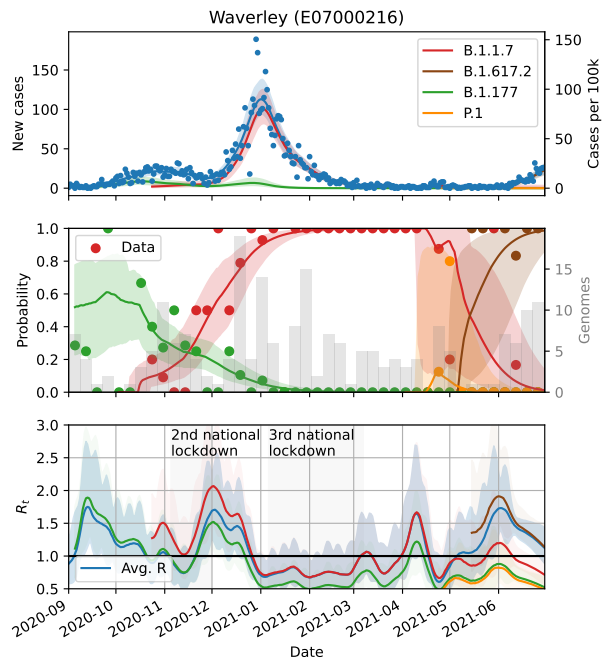 Waverley (E07000216)
New cases
150
100
50
0
B.1.1.7
B.1.617.2
B.1.177
P.1
150
100
50
0
Cases per 100k
Probability
1.0
0.8
0.6
0.4
0.2
0.0
Data
15
10
5
0
Genomes
R_t
3.0
2.5
2.0
1.5
1.0
0.5
2nd national
lockdown
3rd national
lockdown
Avg. R
2020-09
2020-10
2020-11
2020-12
2021-01
2021-02
2021-03
2021-04
2021-05
2021-06
Date